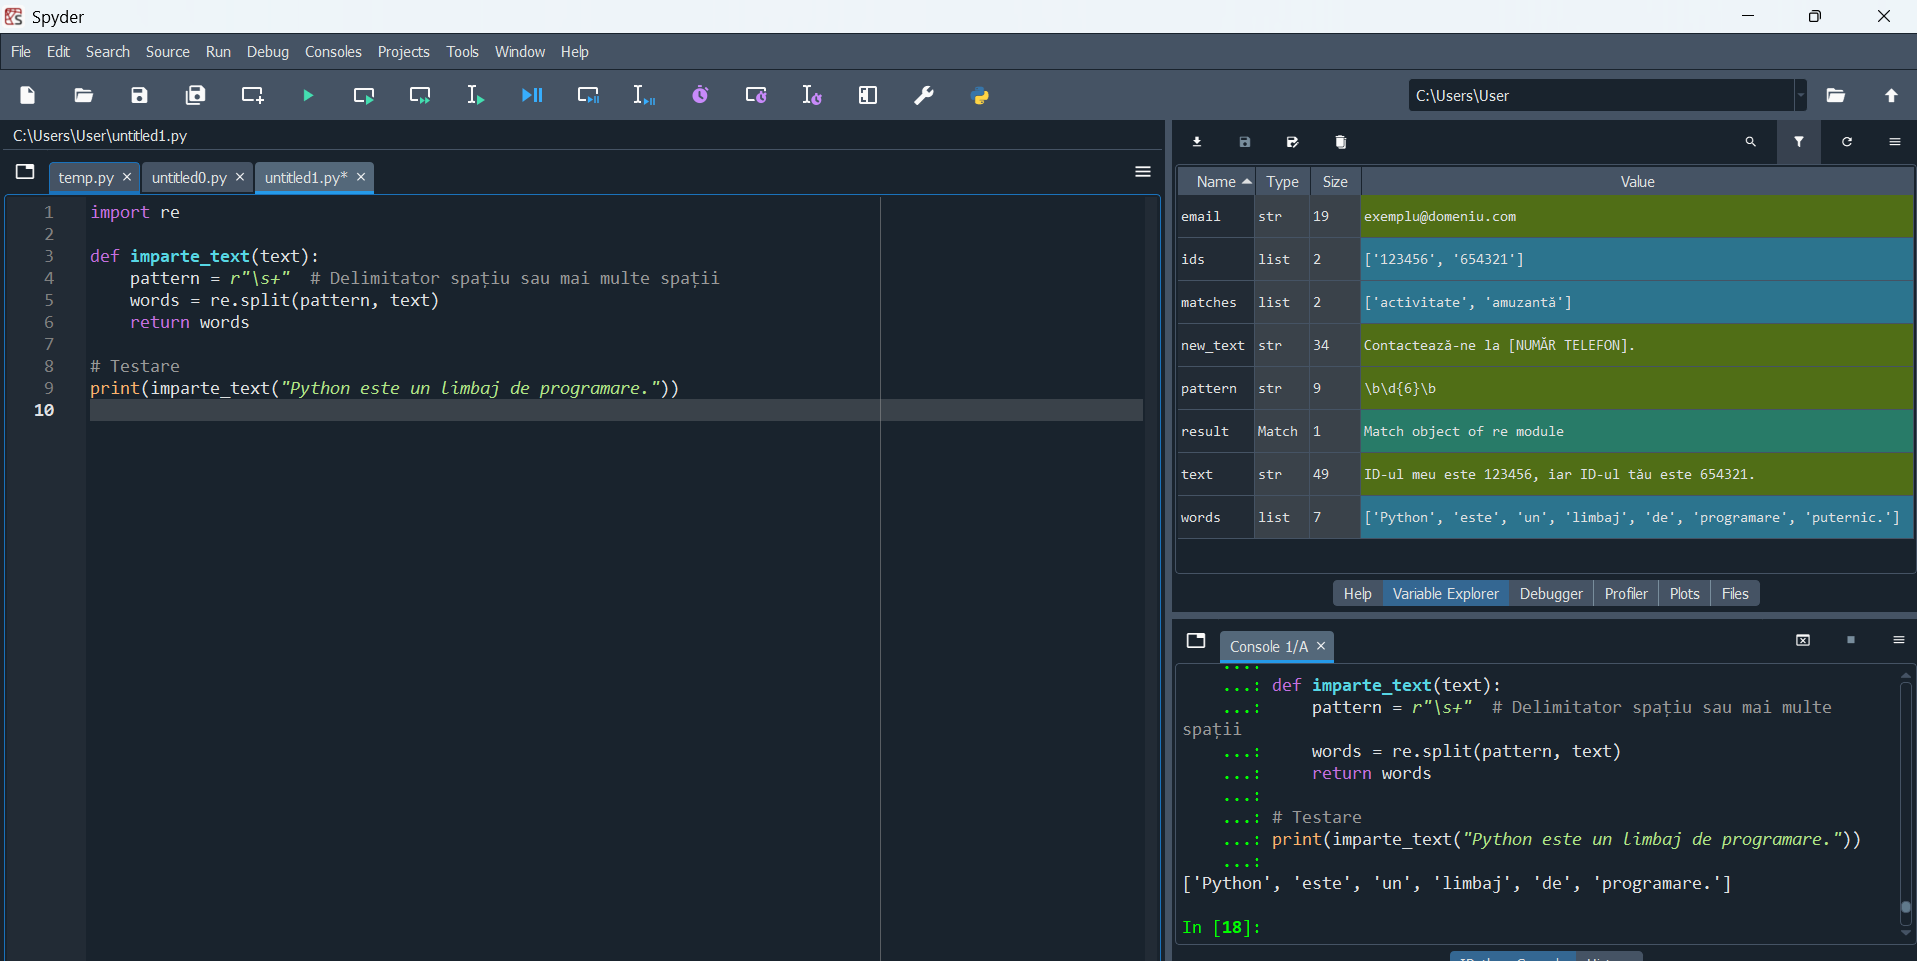 Spyder
File Edit Search Source Run Debug Consoles Projects Tools Window Help
C:\Users\User
C:\Users\User\untitled1.py
temp.py untitled0.py untitled1.py*
1 import re
2
3 def imparte_text(text):
4 pattern = r"\s+" # Delimitator spațiu sau mai multe spații
5 words = re.split(pattern, text)
6 return words
7
8 # Testare
9 print(imparte_text("Python este un limbaj de programare."))
10
Name Type Size Value
email str 19 exemplu@domeniu.com
ids list 2 ['123456', '654321']
matches list 2 ['activitate', 'amuzantă']
new_text str 34 Contactează-ne la [NUMĂR TELEFON].
pattern str 9 \b\d{6}\b
result Match 1 Match object of re module
text str 49 ID-ul meu este 123456, iar ID-ul tău este 654321.
words list 7 ['Python', 'este', 'un', 'limbaj', 'de', 'programare', 'puternic.']
Help Variable Explorer Debugger Profiler Plots Files
Console 1/A
...: def imparte_text(text):
...: pattern = r"\s+" # Delimitator spațiu sau mai multe
spații
...: words = re.split(pattern, text)
...: return words
...:
...: # Testare
...: print(imparte_text("Python este un limbaj de programare."))
...:
['Python', 'este', 'un', 'limbaj', 'de', 'programare.']
In [18]: